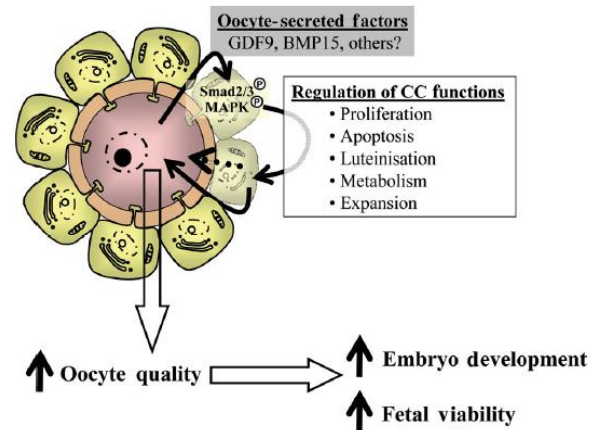 Oocyte-secreted factors
GDF9, BMP15, others?
Smad2/3 P
MAPK P
Regulation of CC functions
• Proliferation
• Apoptosis
• Luteinisation
• Metabolism
• Expansion
Oocyte quality
Embryo development
Fetal viability